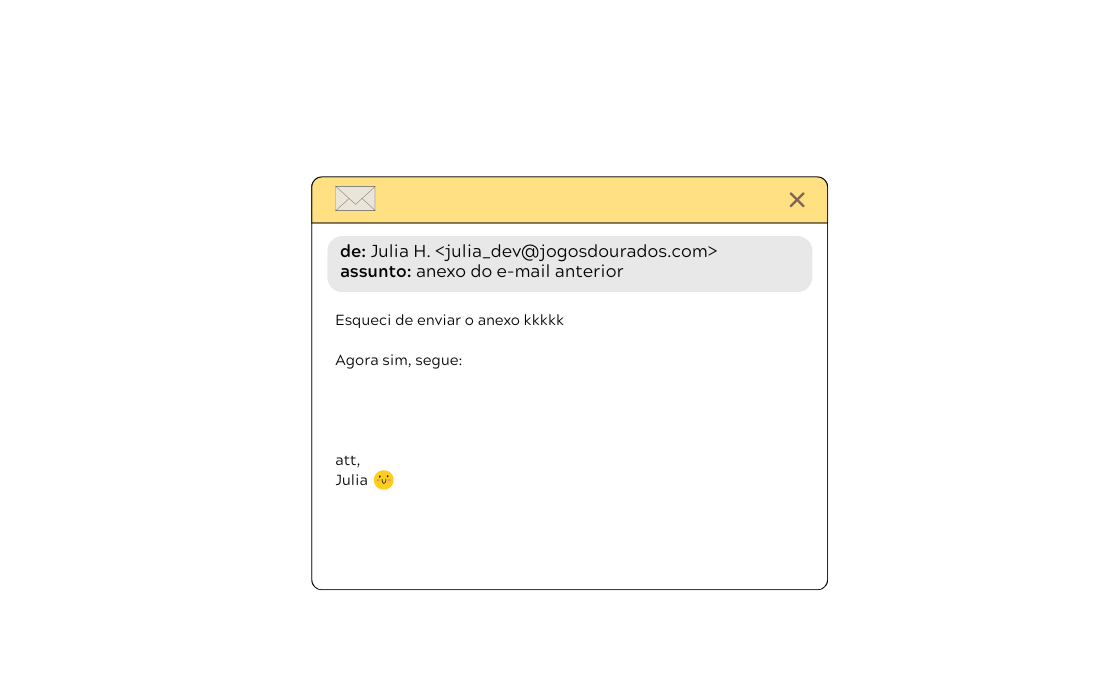 de: Julia H. <julia_dev@jogosdourados.com>
assunto: anexo do e-mail anterior
Esqueci de enviar o anexo kkkkk
Agora sim, segue:
att,
Julia